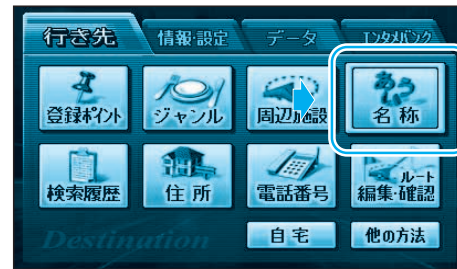 行き先 情報・設定 データ エンタメバンク
登録ポイント ジャンル 周辺施設 あぅい 名称
検索履歴 住所 電話番号 ルート
編集・確認
Destination 自宅 他の方法